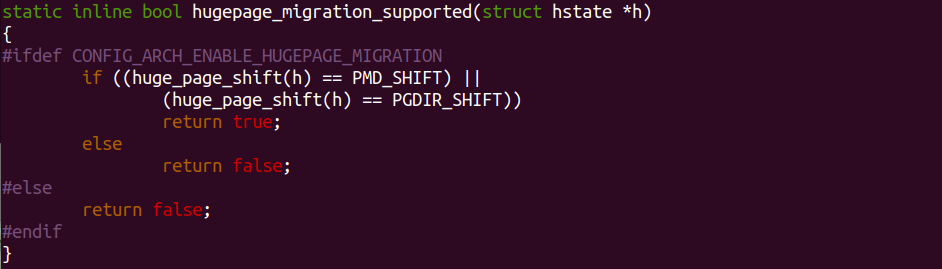 static inline bool hugepage_migration_supported(struct hstate *h)
{
#ifdef CONFIG_ARCH_ENABLE_HUGEPAGE_MIGRATION
        if ((huge_page_shift(h) == PMD_SHIFT) ||
                (huge_page_shift(h) == PGDIR_SHIFT))
                return true;
        else
                return false;
#else
        return false;
#endif
}